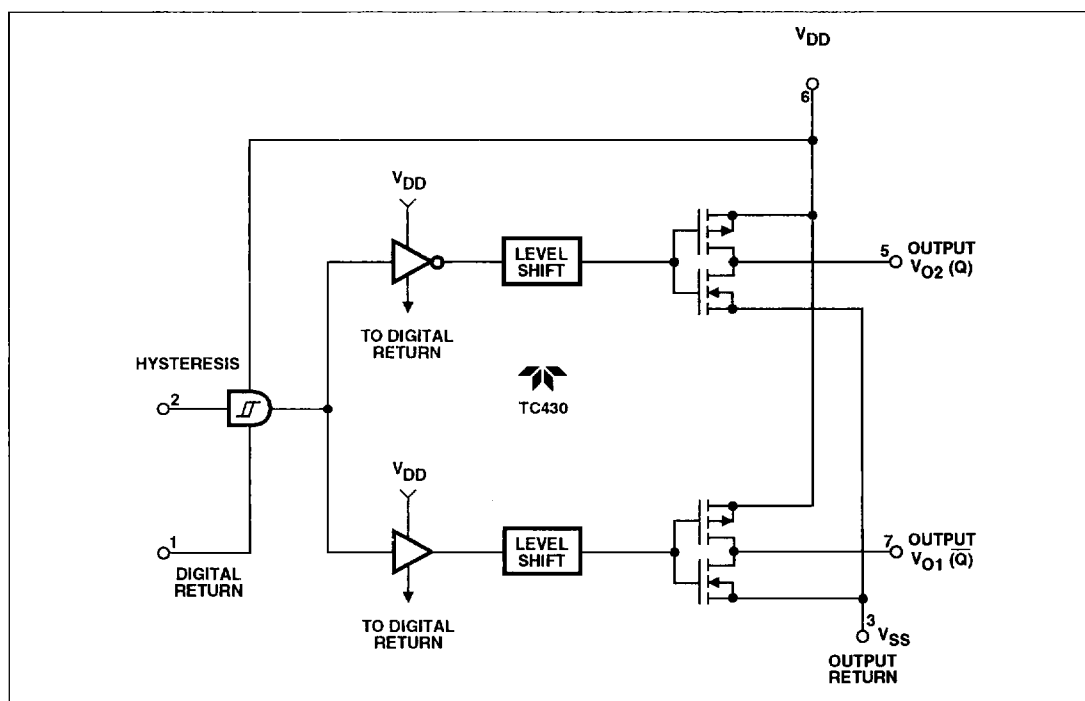 VDD
6
VDD
LEVEL
SHIFT
5
OUTPUT
VO2 (Q)
TO DIGITAL
RETURN
HYSTERESIS
2
TC430
VDD
1
DIGITAL
RETURN
LEVEL
SHIFT
7
OUTPUT
VO1 (Q̅)
TO DIGITAL
RETURN
3
VSS
OUTPUT
RETURN